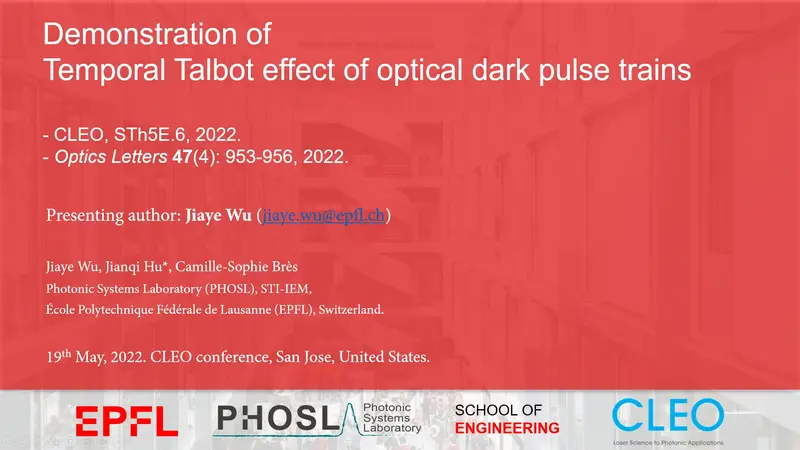 Demonstration of
Temporal Talbot effect of optical dark pulse trains
- CLEO, STh5E.6, 2022.
- Optics Letters 47(4): 953-956, 2022.
Presenting author: Jiaye Wu (jiaye.wu@epfl.ch)
Jiaye Wu, Jianqi Hu*, Camille-Sophie Brès
Photonic Systems Laboratory (PHOSL), STI-IEM,
École Polytechnique Fédérale de Lausanne (EPFL), Switzerland.
19th May, 2022. CLEO conference, San Jose, United States.
EPFL
PHOSL
Photonic
Systems
Laboratory
SCHOOL OF
ENGINEERING
CLEO
Laser Science to Photonic Applications